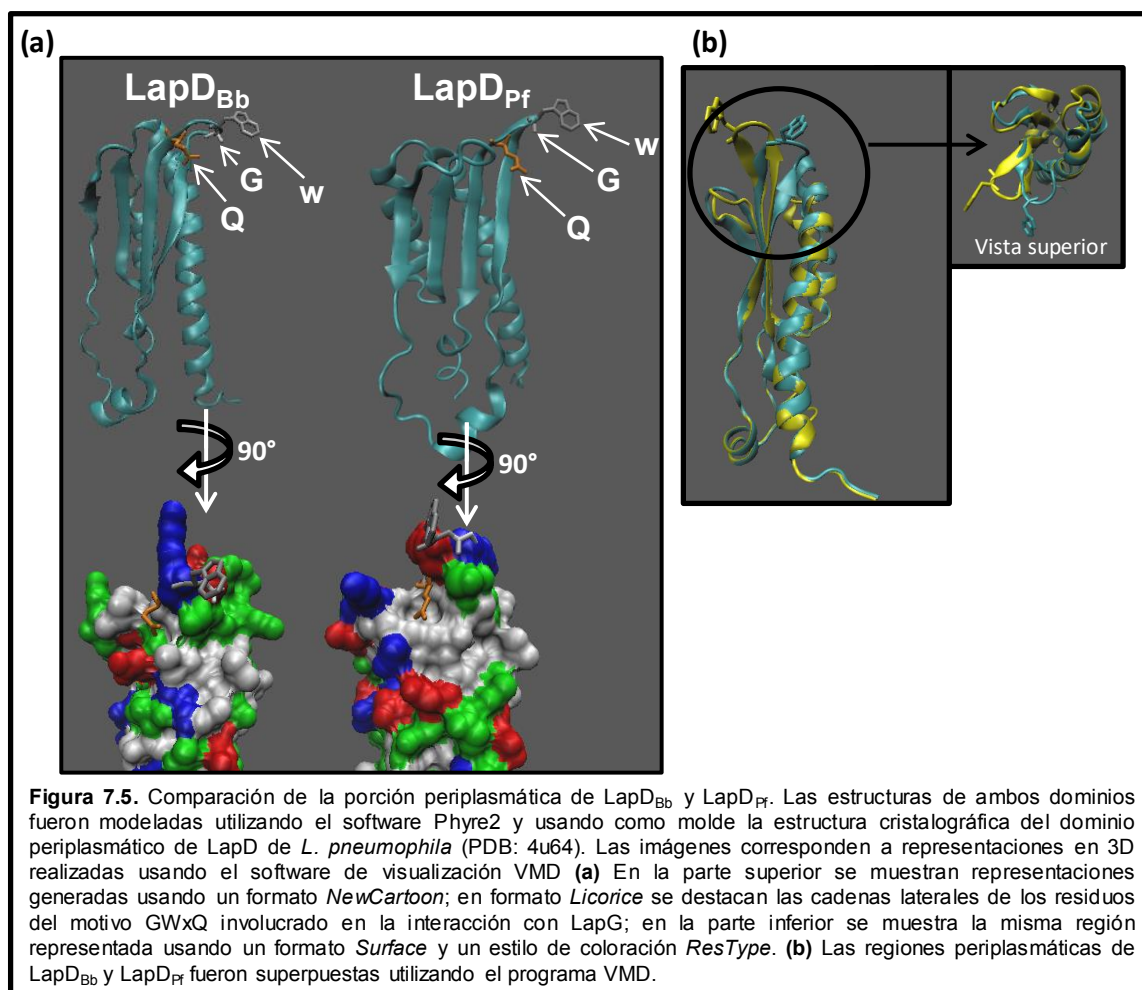 (a)
LapDBb
LapDPf
W
G
Q
W
G
Q
90°
90°
(b)
Vista superior
Figura 7.5. Comparación de la porción periplasmática de LapDBb y LapDPf. Las estructuras de ambos dominios
fueron modeladas utilizando el software Phyre2 y usando como molde la estructura cristalográfica del dominio
periplasmático de LapD de L. pneumophila (PDB: 4u64). Las imágenes corresponden a representaciones en 3D
realizadas usando el software de visualización VMD (a) En la parte superior se muestran representaciones
generadas usando un formato NewCartoon; en formato Licorice se destacan las cadenas laterales de los residuos
del motivo GWxQ involucrado en la interacción con LapG; en la parte inferior se muestra la misma región
representada usando un formato Surface y un estilo de coloración ResType. (b) Las regiones periplasmáticas de
LapDBb y LapDPf fueron superpuestas utilizando el programa VMD.